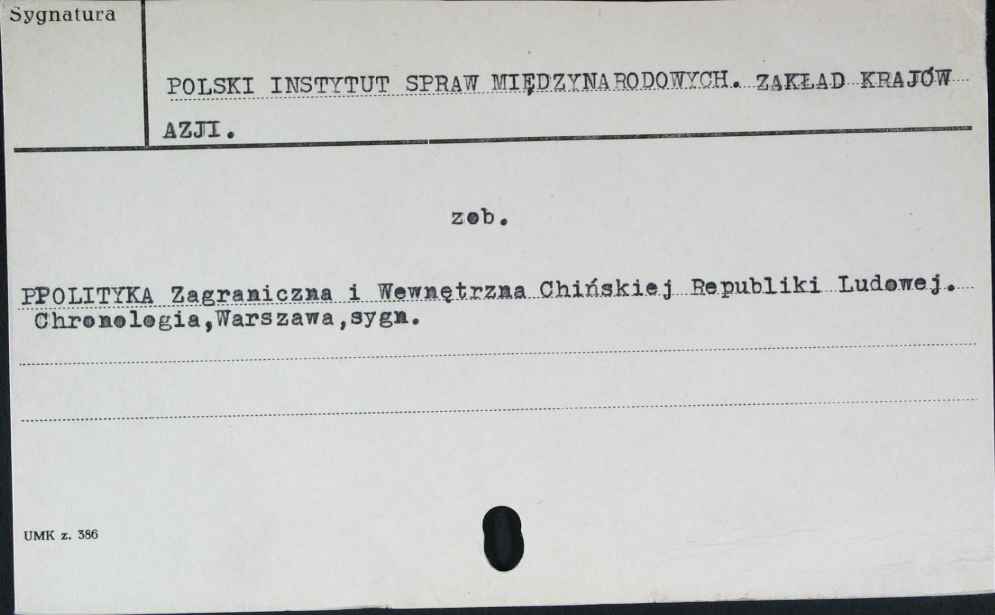 Sygnatura
POLSKI INSTYTUT SPRAW MIĘDZYNARODOWYCH. ZAKŁAD KRAJÓW
AZJI.
zob.
PPOLITYKA Zagraniczna i Wewnętrzna Chińskiej Republiki Ludowej.
Chronologia,Warszawa,sygn.
UMK z. 386